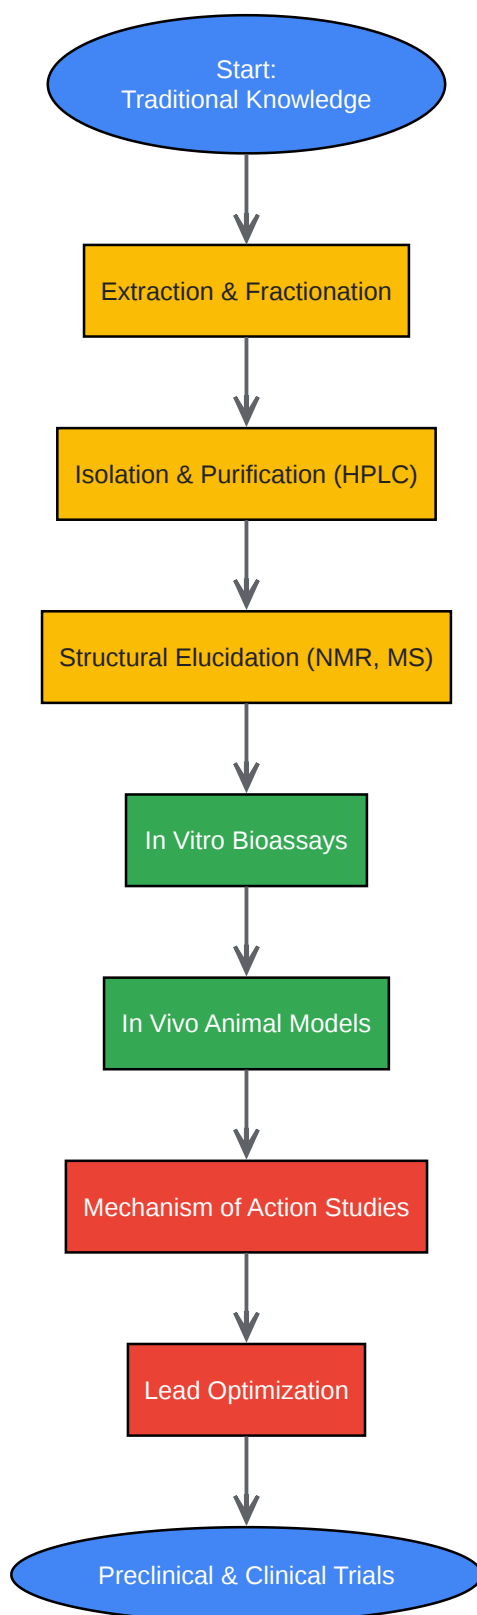 Start:
Traditional Knowledge
Extraction & Fractionation
Isolation & Purification (HPLC)
Structural Elucidation (NMR, MS)
In Vitro Bioassays
In Vivo Animal Models
Mechanism of Action Studies
Lead Optimization
Preclinical & Clinical Trials